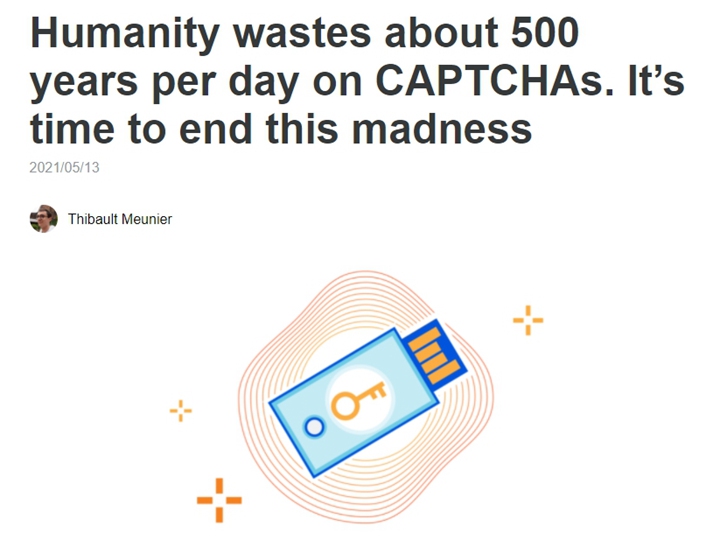 Humanity wastes about 500
years per day on CAPTCHAs. It’s
time to end this madness
2021/05/13
Thibault Meunier